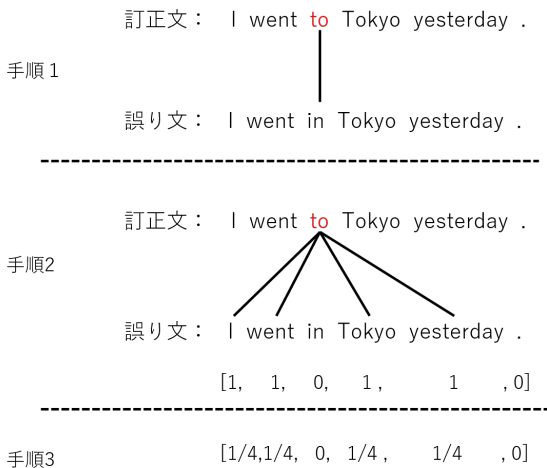 訂正文： I went to Tokyo yesterday .
手順１
誤り文： I went in Tokyo yesterday .
訂正文： I went to Tokyo yesterday .
手順2
誤り文： I went in Tokyo yesterday .
[1, 1, 0, 1 , 1 , 0]
手順3 [1/4,1/4, 0, 1/4 , 1/4 , 0]